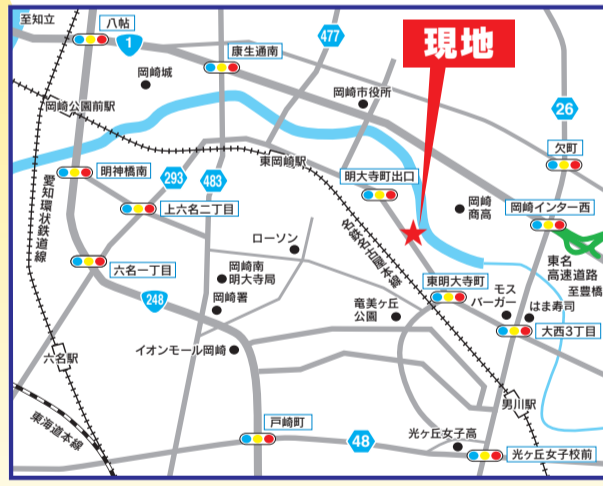 至知立
八帖
1
康生通南
477
現地
岡崎城
岡崎市役所
26
岡崎公園前駅
欠町
東岡崎駅
明大寺町出口
明神橋南
293
483
岡崎
商高
岡崎インター西
愛知環状鉄道線
上六名二丁目
名鉄名古屋本線
ローソン
東名
高速道路
至豊橋
六名一丁目
岡崎南
明大寺局
東明大寺町
モス
バーガー
248
岡崎署
竜美ヶ丘
公園
はま寿司
大西3丁目
イオンモール岡崎
六名駅
男川駅
東海道本線
戸崎町
48
光ヶ丘女子高
光ヶ丘女子校前